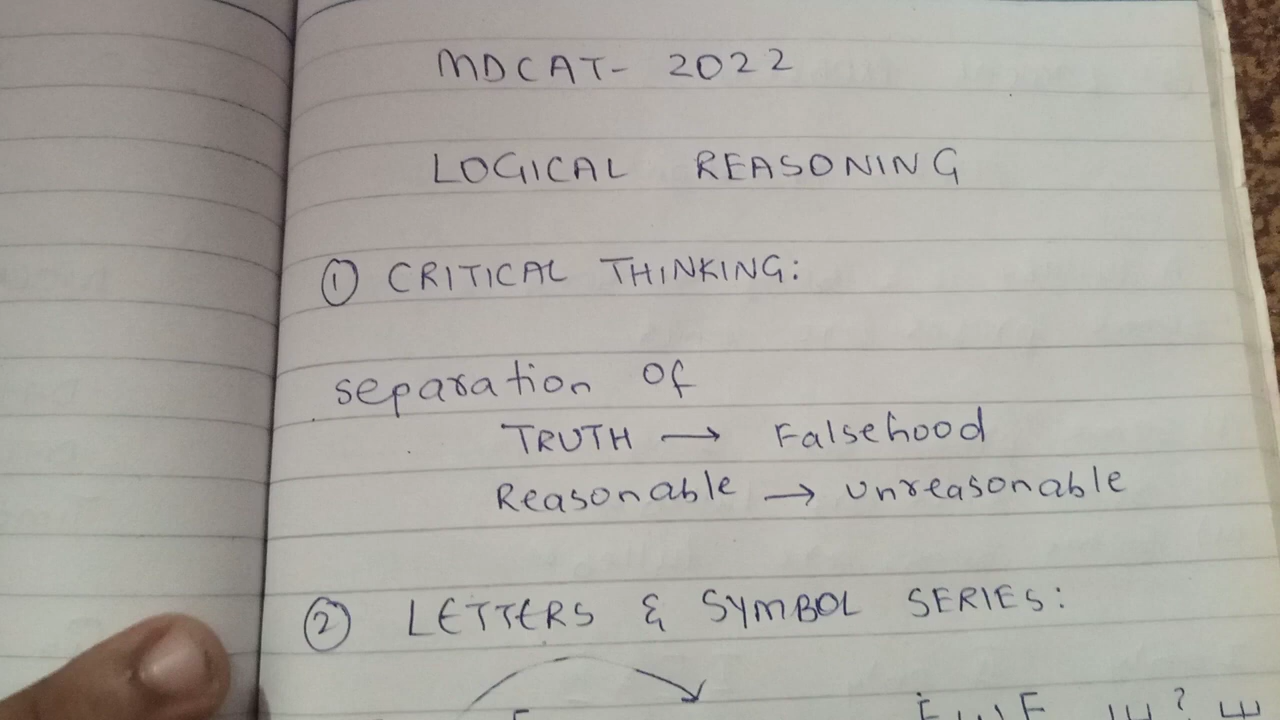 MDCAT- 2022
LOGICAL REASONING
① CRITICAL THINKING:
separation of
TRUTH → Falsehood
Reasonable → unreasonable
② LETTERS & SYMBOL SERIES: